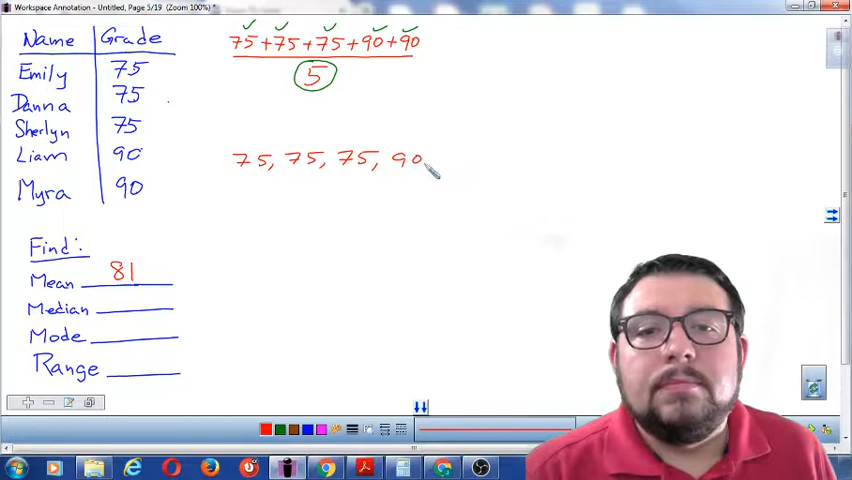 Workspace Annotation - Untitled, Page 5/19 (Zoom 100%) *
Name Grade
Emily 75
Danna 75
Sherlyn 75
Liam 90
Myra 90
75+75+75+90+90
5
75, 75, 75, 90
Find:
Mean 81
Median
Mode
Range